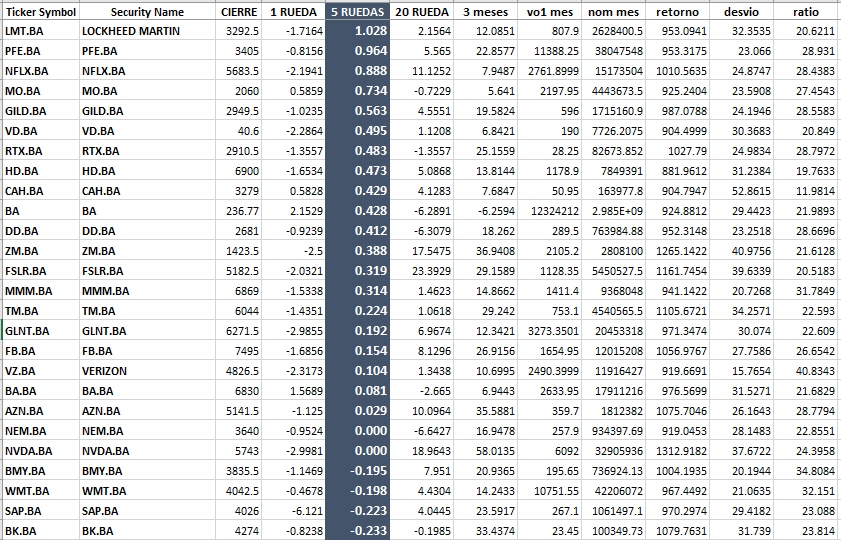 Ticker Symbol Security Name CIERRE 1 RUEDA 5 RUEDAS 20 RUEDA 3 meses vo1 mes nom mes retorno desvio ratio
LMT.BA LOCKHEED MARTIN 3292.5 -1.7164 1.028 2.1564 12.0851 807.9 2628400.5 953.0941 32.3535 20.6211
PFE.BA PFE.BA 3405 -0.8156 0.964 5.565 22.8577 11388.25 38047548 953.3175 23.066 28.931
NFLX.BA NFLX.BA 5683.5 -2.1941 0.888 11.1252 7.9487 2761.8999 15173504 1010.5635 24.8747 28.4383
MO.BA MO.BA 2060 0.5859 0.734 -0.7229 5.641 2197.95 4443673.5 925.2404 23.5908 27.4543
GILD.BA GILD.BA 2949.5 -1.0235 0.563 4.5551 19.5824 596 1715160.9 987.0788 24.1946 28.5583
VD.BA VD.BA 40.6 -2.2864 0.495 1.1208 6.8421 190 7726.2075 904.4999 30.3683 20.849
RTX.BA RTX.BA 2910.5 -1.3557 0.483 -1.3557 25.1559 28.25 82673.852 1027.79 24.9834 28.7972
HD.BA HD.BA 6900 -1.6534 0.473 5.0868 13.8144 1178.9 7849391 881.9612 31.2384 19.7633
CAH.BA CAH.BA 3279 0.5828 0.429 4.1283 7.6847 50.95 163977.8 904.7947 52.8615 11.9814
BA BA 236.77 2.1529 0.428 -6.2891 -6.2594 12324212 2.985E+09 924.8812 29.4423 21.9893
DD.BA DD.BA 2681 -0.9239 0.412 -6.3079 18.262 289.5 763984.88 952.3148 23.2518 28.6696
ZM.BA ZM.BA 1423.5 -2.5 0.388 17.5475 36.9408 2105.2 2808100 1265.1422 40.9756 21.6128
FSLR.BA FSLR.BA 5182.5 -2.0321 0.319 23.3929 29.1589 1128.35 5450527.5 1161.7454 39.6339 20.5183
MMM.BA MMM.BA 6869 -1.5338 0.314 1.4623 14.8662 1411.4 9368048 941.1422 20.7268 31.7849
TM.BA TM.BA 6044 -1.4351 0.224 1.0618 29.242 753.1 4540565.5 1105.6721 34.2571 22.593
GLNT.BA GLNT.BA 6271.5 -2.9855 0.192 6.9674 12.3421 3273.3501 20453318 971.3474 30.074 22.609
FB.BA FB.BA 7495 -1.6856 0.154 8.1296 26.9156 1654.95 12015208 1056.9767 27.7586 26.6542
VZ.BA VERIZON 4826.5 -2.3173 0.104 1.3438 10.6995 2490.3999 11916427 919.6691 15.7654 40.8343
BA.BA BA.BA 6830 1.5689 0.081 -2.665 6.9443 2633.95 17911216 976.5699 31.5271 21.6829
AZN.BA AZN.BA 5141.5 -1.125 0.029 10.0964 35.5881 359.7 1812382 1075.7046 26.1643 28.7794
NEM.BA NEM.BA 3640 -0.9524 0.000 -6.6427 16.9478 257.9 934397.69 919.0453 28.1483 22.8551
NVDA.BA NVDA.BA 5743 -2.9981 0.000 18.9643 58.0135 6092 32905936 1312.9182 37.6722 24.3958
BMY.BA BMY.BA 3835.5 -1.1469 -0.195 7.951 20.9365 195.65 736924.13 1004.1935 20.1944 34.8084
WMT.BA WMT.BA 4042.5 -0.4678 -0.198 4.4304 14.2433 10751.55 42206072 967.4492 21.0635 32.151
SAP.BA SAP.BA 4026 -6.121 -0.223 4.0445 23.5917 267.1 1061497.1 970.2974 29.4182 23.088
BK.BA BK.BA 4274 -0.8238 -0.233 -0.1985 33.4374 23.45 100349.73 1079.7631 31.739 23.814